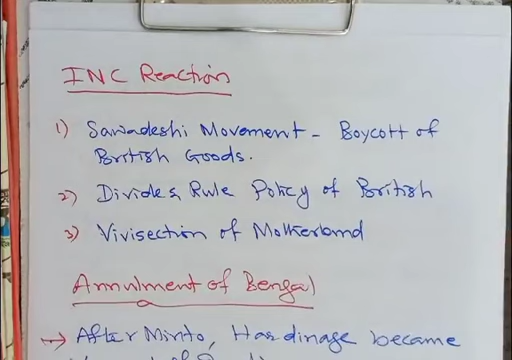 INC Reaction
1) Sawadeshi Movement - Boycott of
British Goods.
2) Divide & Rule Policy of British
3) Vivisection of Motherland
Annulment of Bengal
→ After Minto, Hardinage became